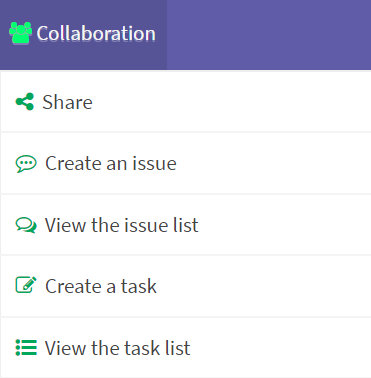 Collaboration
Share
Create an issue
View the issue list
Create a task
View the task list